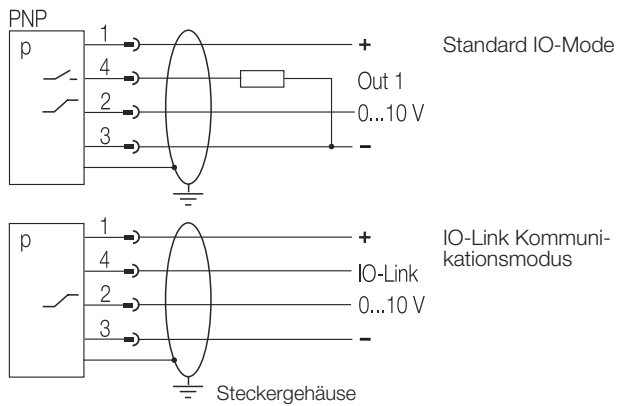 PNP
p
1
+
Standard IO-Mode
4
Out 1
2
0...10 V
3
–
p
1
+
IO-Link Kommuni-
kationsmodus
4
IO-Link
2
0...10 V
3
–
Steckergehäuse